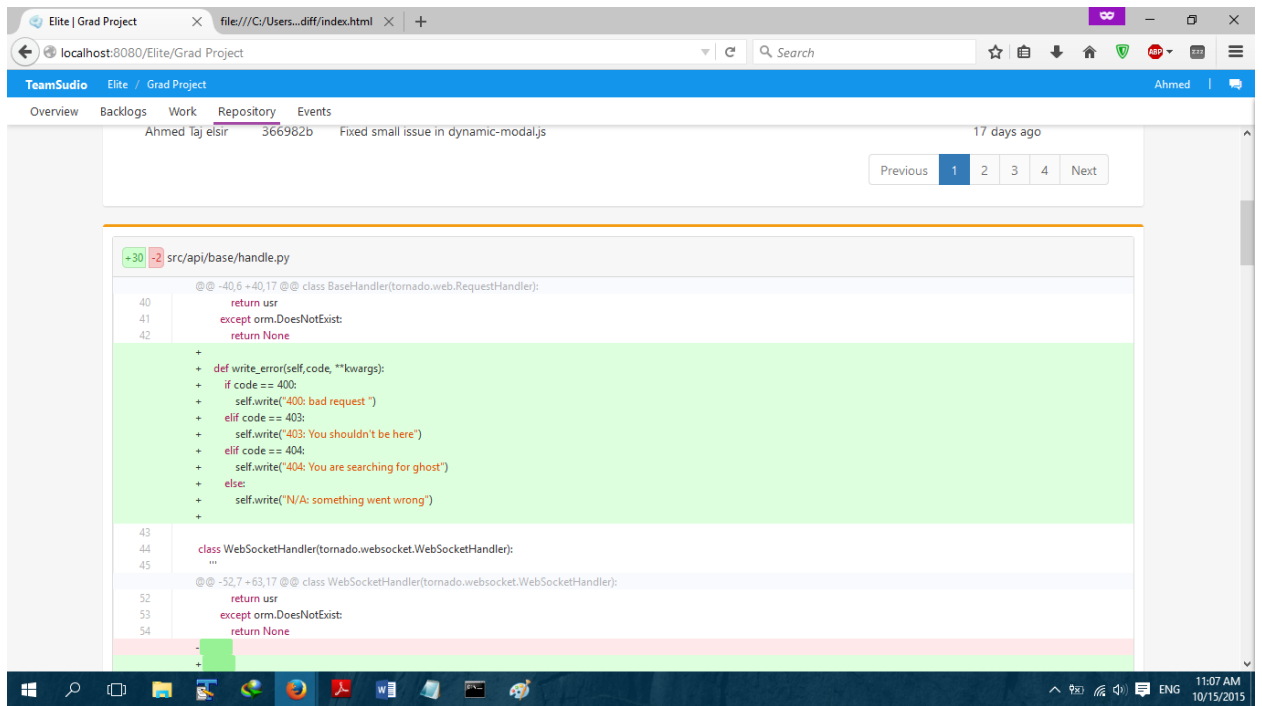 Elite | Grad Project
file:///C:/Users...diff/index.html
localhost:8080/Elite/Grad Project
Search
ABP
TeamSudio Elite / Grad Project Ahmed |
Overview Backlogs Work Repository Events
Ahmed Taj elsir 366982b Fixed small issue in dynamic-modal.js 17 days ago
Previous 1 2 3 4 Next
+30 -2 src/api/base/handle.py
@@ -40,6 +40,17 @@ class BaseHandler(tornado.web.RequestHandler):
40 return usr
41 except orm.DoesNotExist:
42 return None
+
+ def write_error(self,code, **kwargs):
+ if code == 400:
+ self.write("400: bad request ")
+ elif code == 403:
+ self.write("403: You shouldn't be here")
+ elif code == 404:
+ self.write("404: You are searching for ghost")
+ else:
+ self.write("N/A: something went wrong")
+
43
44 class WebSocketHandler(tornado.websocket.WebSocketHandler):
45 '''
@@ -52,7 +63,17 @@ class WebSocketHandler(tornado.websocket.WebSocketHandler):
52 return usr
53 except orm.DoesNotExist:
54 return None
-
+
ENG
11:07 AM
10/15/2015